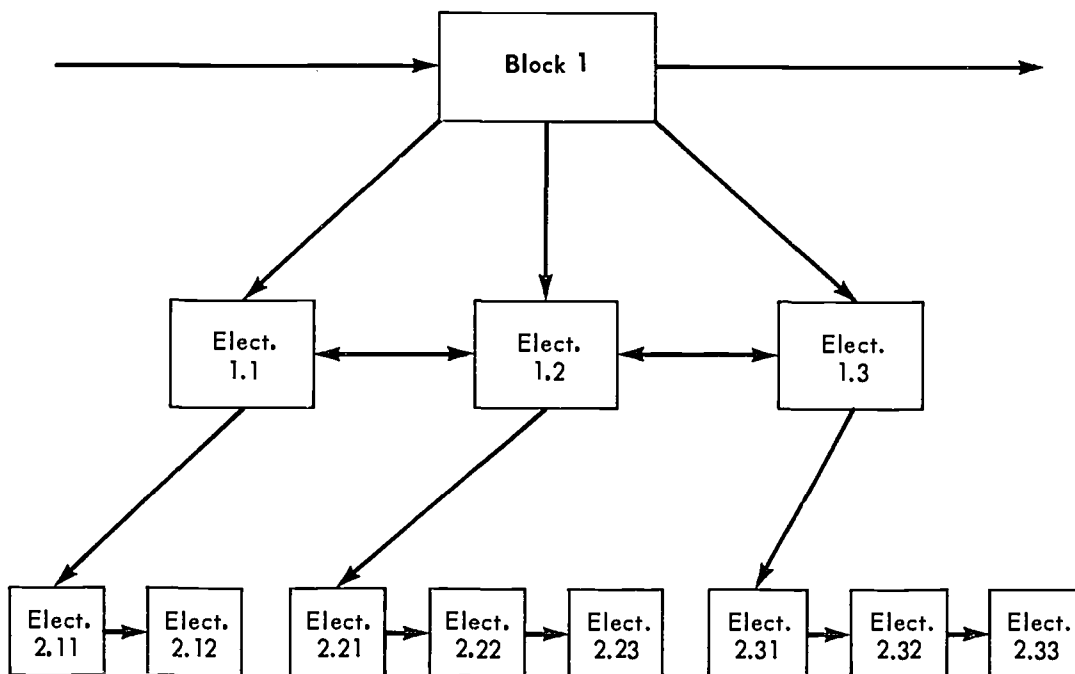 Block 1
Elect.
1.1
Elect.
1.2
Elect.
1.3
Elect.
2.11
Elect.
2.12
Elect.
2.21
Elect.
2.22
Elect.
2.23
Elect.
2.31
Elect.
2.32
Elect.
2.33